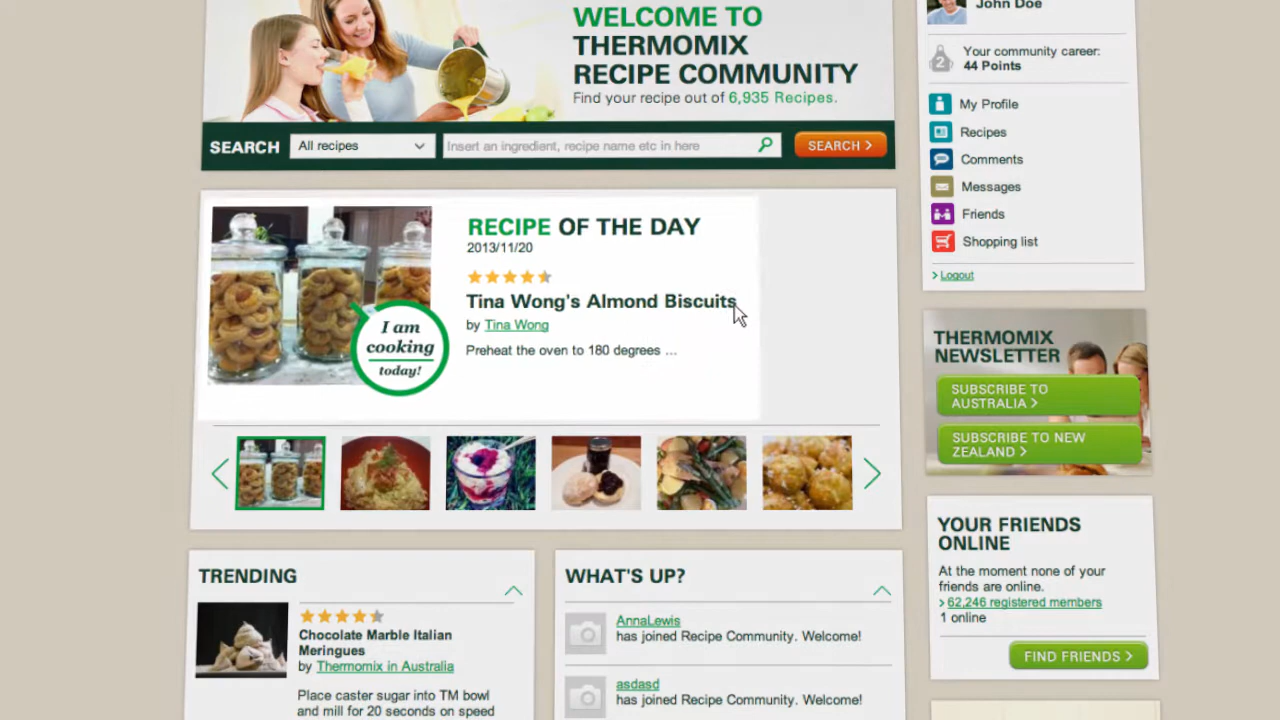 WELCOME TO
THERMOMIX
RECIPE COMMUNITY
Find your recipe out of 6,935 Recipes.
SEARCH
All recipes
Insert an ingredient, recipe name etc in here
SEARCH >
RECIPE OF THE DAY
2013/11/20
Tina Wong's Almond Biscuits
by Tina Wong
Preheat the oven to 180 degrees ...
I am
cooking
today!
TRENDING
Chocolate Marble Italian
Meringues
by Thermomix in Australia
Place caster sugar into TM bowl
and mill for 20 seconds on speed
WHAT'S UP?
AnnaLewis
has joined Recipe Community. Welcome!
asdasd
has joined Recipe Community. Welcome!
John Doe
2
Your community career:
44 Points
My Profile
Recipes
Comments
Messages
Friends
Shopping list
> Logout
THERMOMIX
NEWSLETTER
SUBSCRIBE TO
AUSTRALIA >
SUBSCRIBE TO NEW
ZEALAND >
YOUR FRIENDS
ONLINE
At the moment none of your
friends are online.
> 62,246 registered members
1 online
FIND FRIENDS >